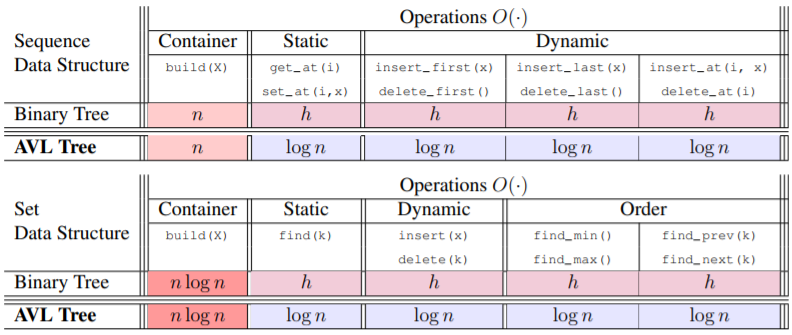 Operations O(·)
Sequence Container Static Dynamic
Data Structure build(X) get_at(i) insert_first(x) insert_last(x) insert_at(i, x)
set_at(i,x) delete_first() delete_last() delete_at(i)
Binary Tree n h h h h
AVL Tree n log n log n log n log n
Operations O(·)
Set Container Static Dynamic Order
Data Structure build(X) find(k) insert(x) find_min() find_prev(k)
delete(k) find_max() find_next(k)
Binary Tree n log n h h h h
AVL Tree n log n log n log n log n log n